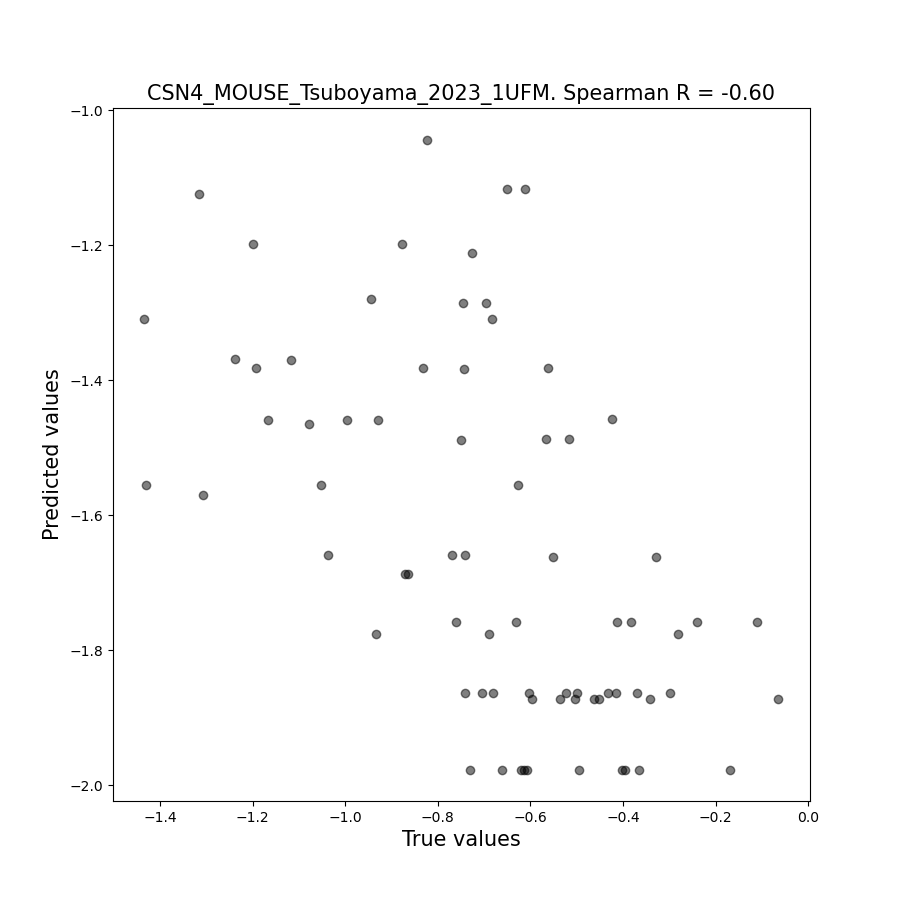 CSN4_MOUSE_Tsuboyama_2023_1UFM. Spearman R = -0.60
−1.0
−1.2
−1.4
−1.6
−1.8
−2.0
Predicted values
−1.4 −1.2 −1.0 −0.8 −0.6 −0.4 −0.2 0.0
True values